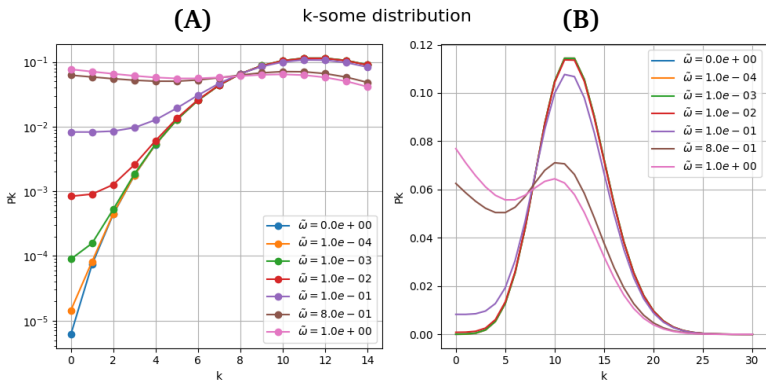 k-some distribution
(A)
(B)
Pk
10⁻¹
10⁻²
10⁻³
10⁻⁴
10⁻⁵
0 2 4 6 8 10 12 14
k
ω̃ = 0.0e + 00
ω̃ = 1.0e − 04
ω̃ = 1.0e − 03
ω̃ = 1.0e − 02
ω̃ = 1.0e − 01
ω̃ = 8.0e − 01
ω̃ = 1.0e + 00
Pk
0.12
0.10
0.08
0.06
0.04
0.02
0.00
0 5 10 15 20 25 30
k
ω̃ = 0.0e + 00
ω̃ = 1.0e − 04
ω̃ = 1.0e − 03
ω̃ = 1.0e − 02
ω̃ = 1.0e − 01
ω̃ = 8.0e − 01
ω̃ = 1.0e + 00